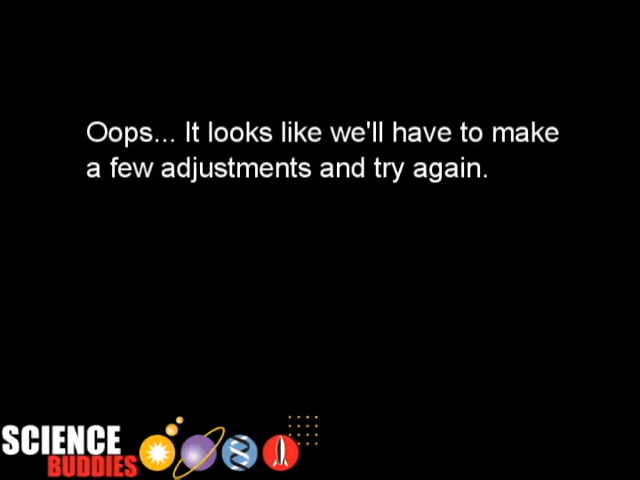 Oops... It looks like we'll have to make
a few adjustments and try again.
SCIENCE
BUDDIES